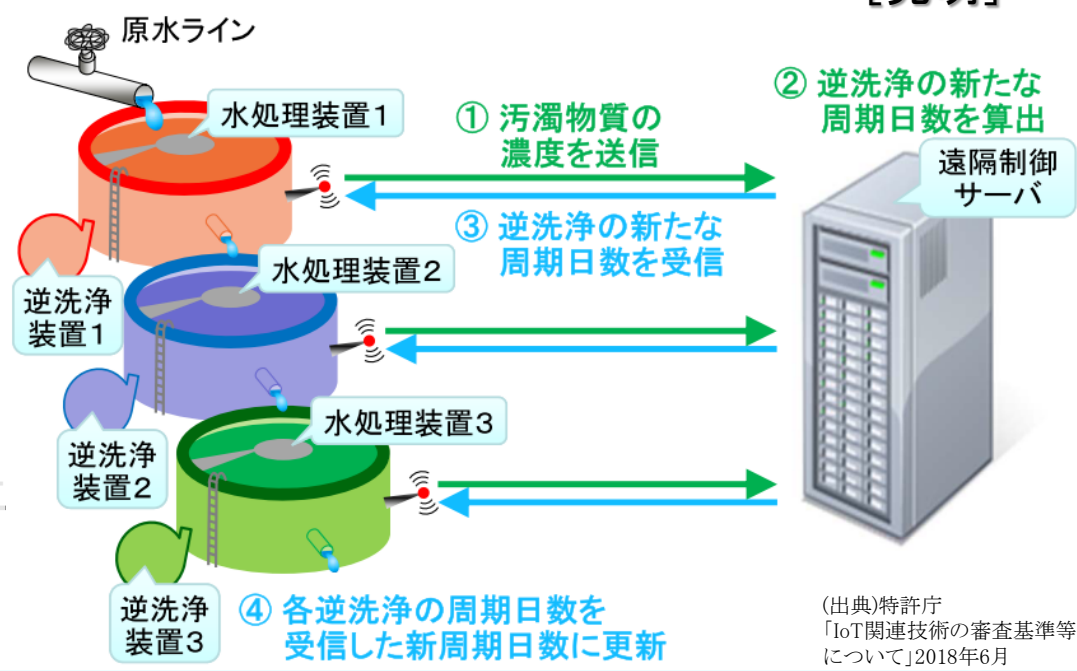 原水ライン
水処理装置1
① 汚濁物質の
濃度を送信
② 逆洗浄の新たな
周期日数を算出
遠隔制御
サーバ
③ 逆洗浄の新たな
周期日数を受信
水処理装置2
逆洗浄
装置1
水処理装置3
逆洗浄
装置2
逆洗浄
装置3
④ 各逆洗浄の周期日数を
受信した新周期日数に更新
(出典)特許庁
「IoT関連技術の審査基準等
について」2018年6月